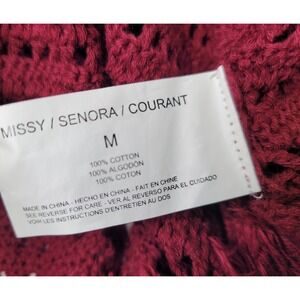 MISSY / SENORA / COURANT
M
100% COTTON
100% ALGODÓN
100% COTON
MADE IN CHINA - HECHO EN CHINA - FAIT EN CHINE
SEE REVERSE FOR CARE - VER AL REVERSO PARA EL CUIDADO
VOIR LES INSTRUCTIONS D'ENTRETIEN AU DOS